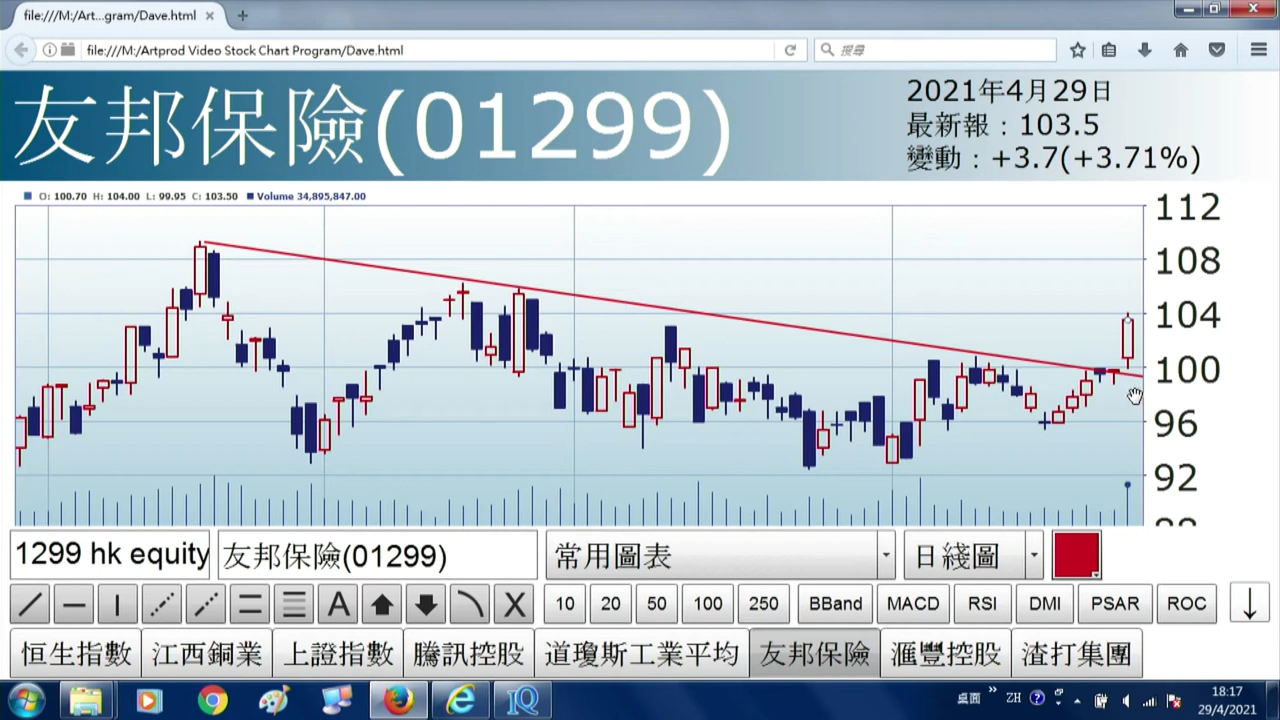 file:///M:/Art...gram/Dave.html
file:///M:/Artprod Video Stock Chart Program/Dave.html
搜尋
友邦保險(01299)
2021年4月29日
最新報：103.5
變動：+3.7(+3.71%)
O: 100.70 H: 104.00 L: 99.95 C: 103.50 Volume 34,895,847.00
112
108
104
100
96
92
1299 hk equity
友邦保險(01299)
常用圖表
日綫圖
A
X
10
20
50
100
250
BBand
MACD
RSI
DMI
PSAR
ROC
恒生指數
江西銅業
上證指數
騰訊控股
道瓊斯工業平均
友邦保險
滙豐控股
渣打集團
桌面
ZH
18:17
29/4/2021